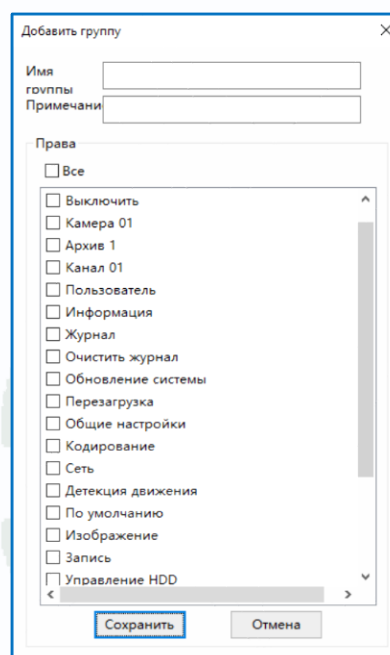 Добавить группу
Имя
группы
Примечани
Права
Все
Выключить
Камера 01
Архив 1
Канал 01
Пользователь
Информация
Журнал
Очистить журнал
Обновление системы
Перезагрузка
Общие настройки
Кодирование
Сеть
Детекция движения
По умолчанию
Изображение
Запись
Управление HDD
Сохранить Отмена